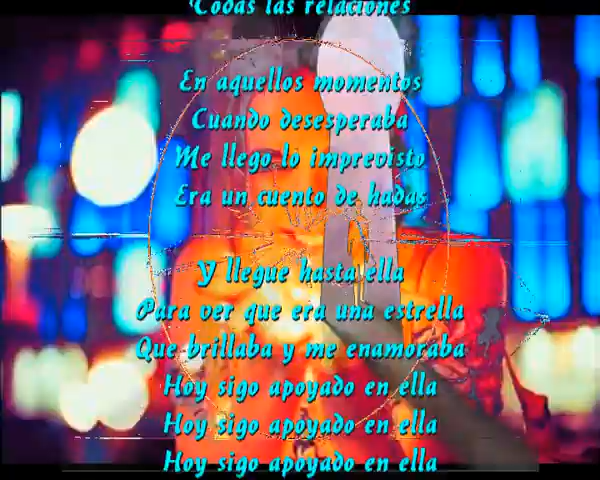 Todas las relaciones
En aquellos momentos
Cuando desesperaba
Me llego lo imprevisto
Era un cuento de hadas
Y llegue hasta ella
Para ver que era una estrella
Que brillaba y me enamoraba
Hoy sigo apoyado en ella
Hoy sigo apoyado en ella
Hoy sigo apoyado en ella